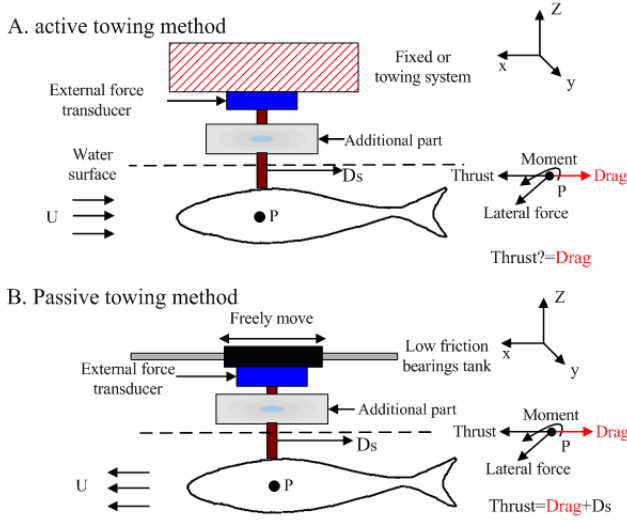 A. active towing method
Z
x
y
Fixed or
towing system
External force
transducer
Additional part
Water
surface
Ds
U
P
Moment
Thrust
Drag
P
Lateral force
Thrust?=Drag
B. Passive towing method
Z
x
y
Freely move
Low friction
bearings tank
External force
transducer
Additional part
Ds
U
P
Moment
Thrust
Drag
P
Lateral force
Thrust=Drag+Ds